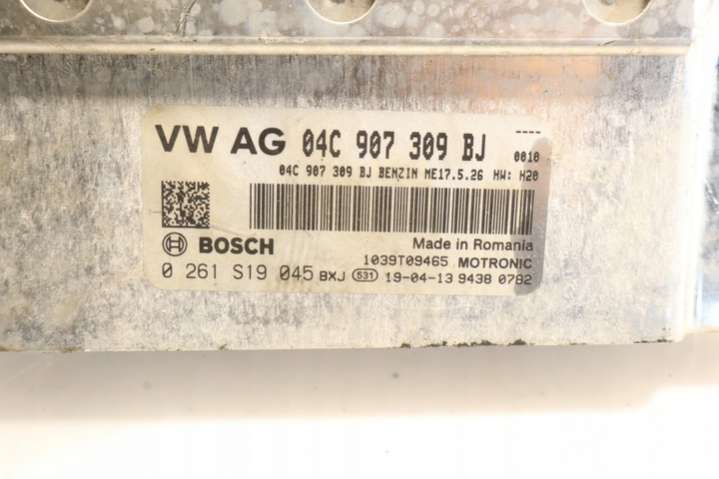 VW AG 04C 907 309 BJ
----
0010
04C 907 309 BJ BENZIN ME17.5.26 HW: H20
BOSCH
Made in Romania
1039T09465 MOTRONIC
0 261 S19 045 BXJ 531 19-04-13 9438 0782